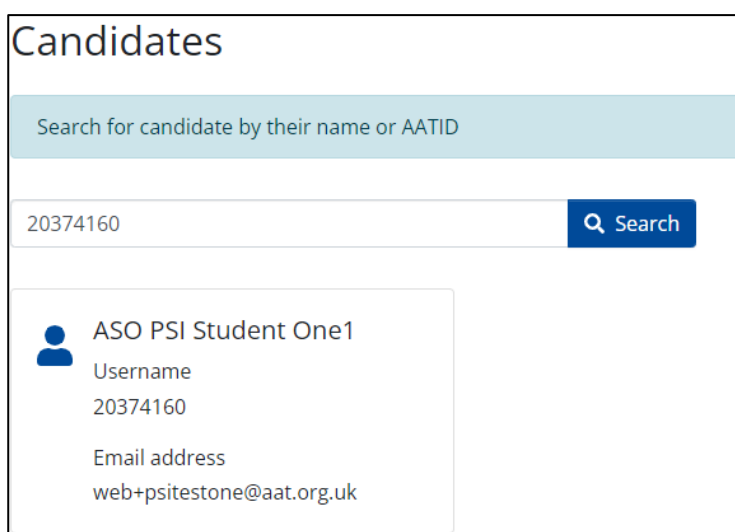 Candidates
Search for candidate by their name or AATID
20374160
Search
ASO PSI Student One1
Username
20374160
Email address
web+psitestone@aat.org.uk